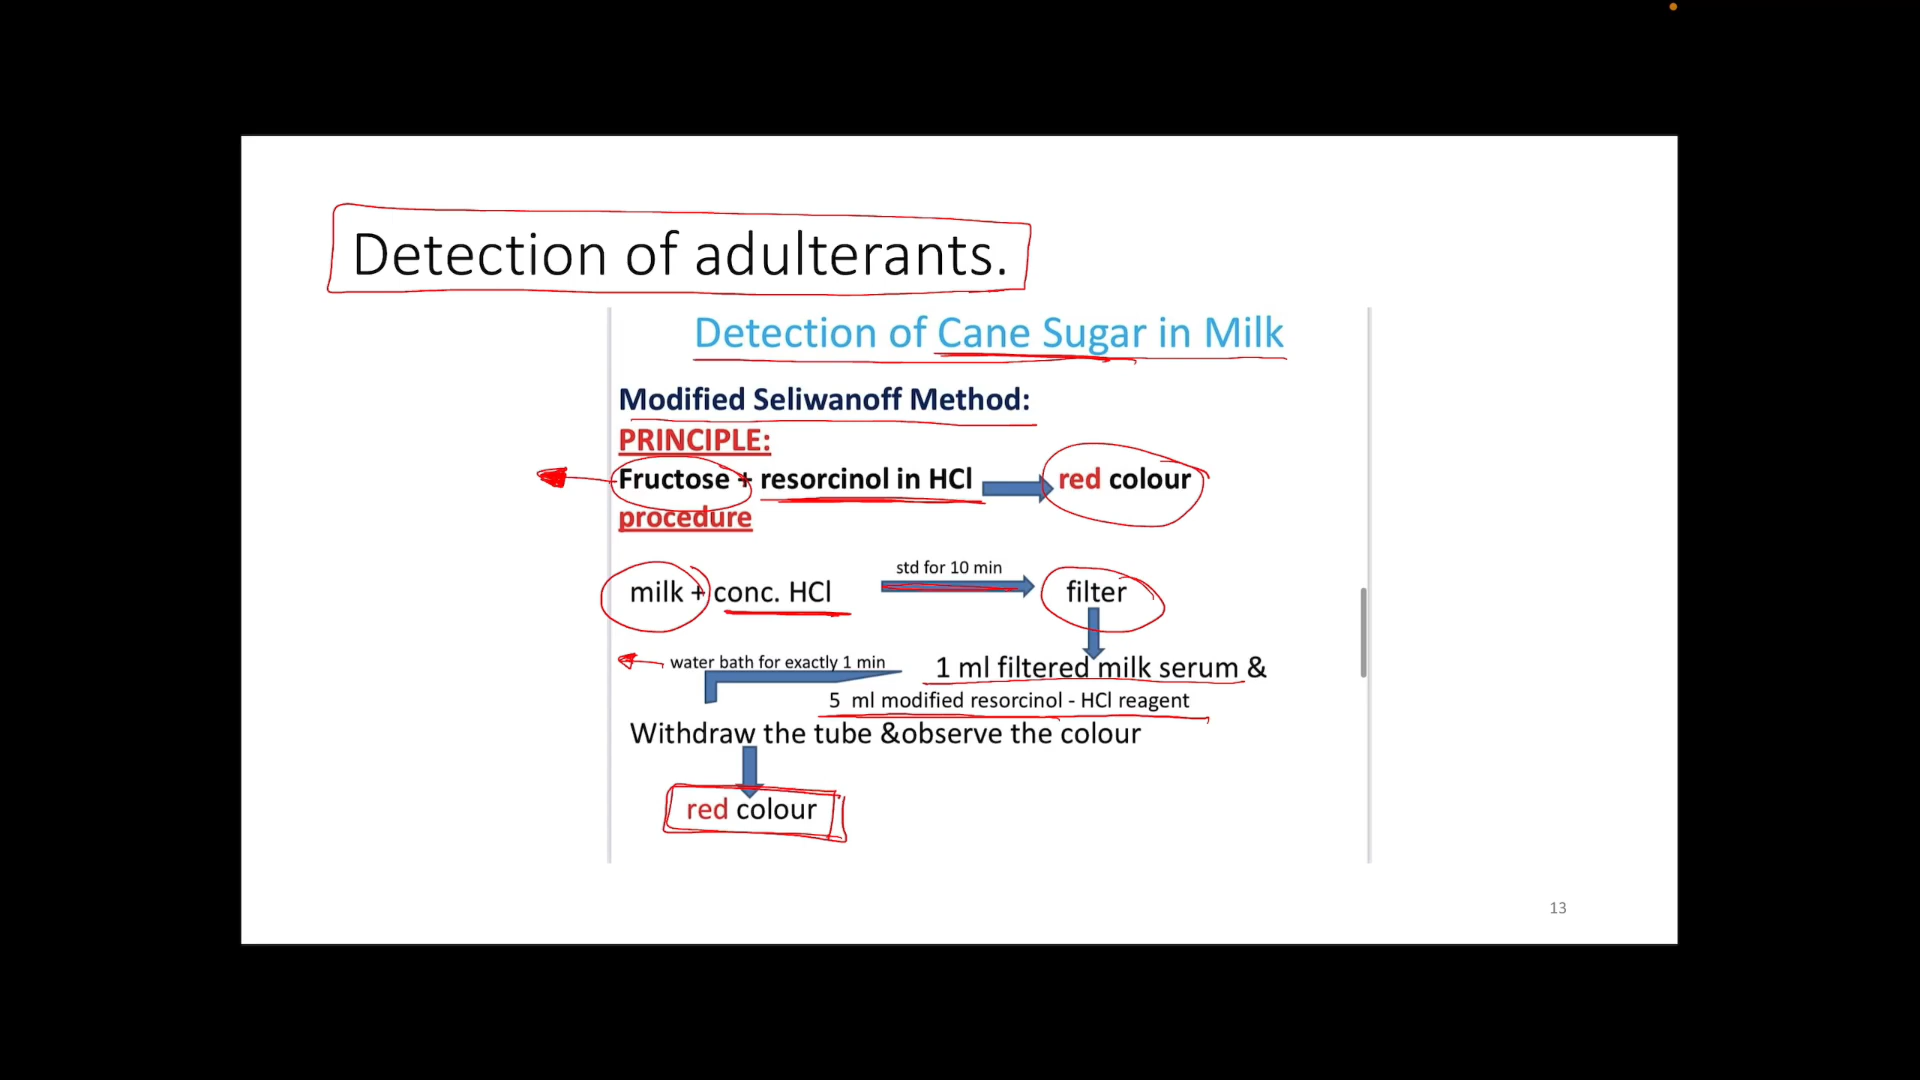 Detection of adulterants.
Detection of Cane Sugar in Milk
Modified Seliwanoff Method:
PRINCIPLE:
Fructose + resorcinol in HCl red colour
procedure
std for 10 min
milk + conc. HCl filter
water bath for exactly 1 min 1 ml filtered milk serum &
5 ml modified resorcinol - HCl reagent
Withdraw the tube &observe the colour
red colour
13